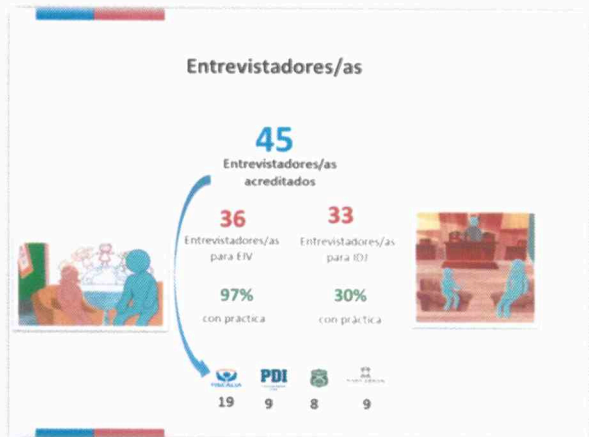 Entrevistadores/as
45
Entrevistadores/as
acreditados
36
33
Entrevistadores/as
para EIV
Entrevistadores/as
para IDJ
97%
30%
con práctica
con práctica
FISCALIA
PDI
19
9
8
9